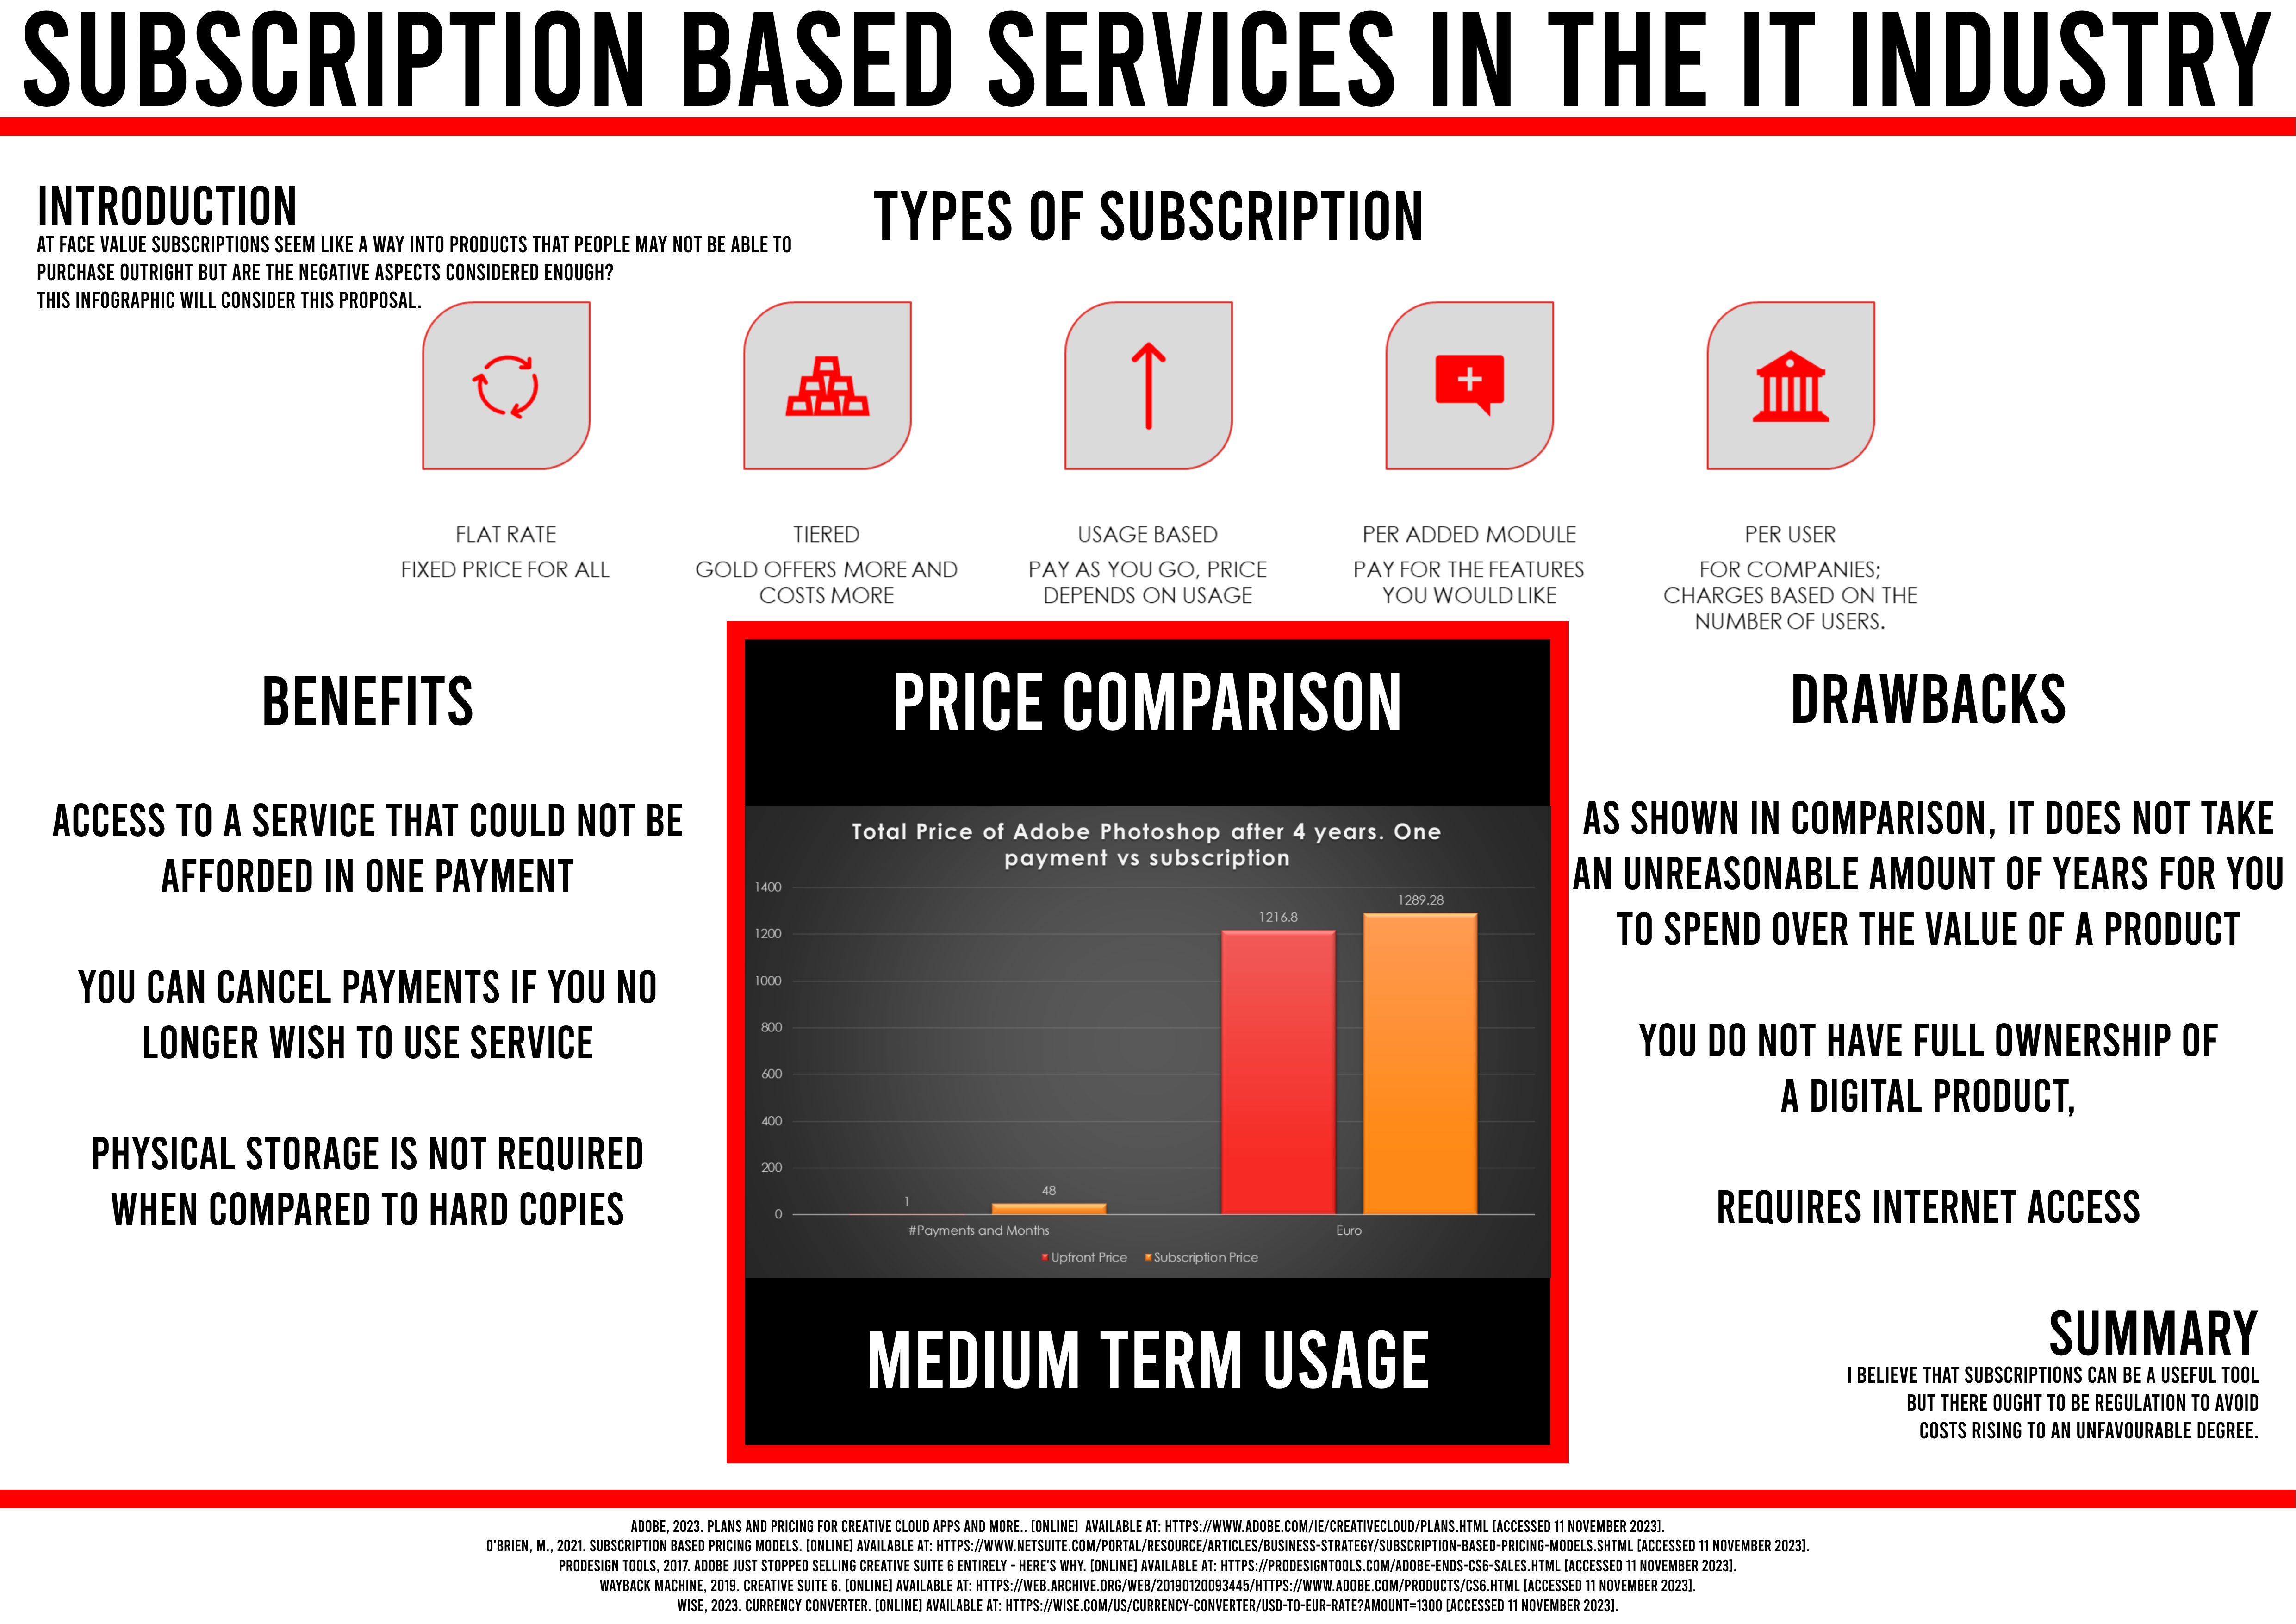 SUBSCRIPTION BASED SERVICES IN THE IT INDUSTRY
INTRODUCTION
AT FACE VALUE SUBSCRIPTIONS SEEM LIKE A WAY INTO PRODUCTS THAT PEOPLE MAY NOT BE ABLE TO
PURCHASE OUTRIGHT BUT ARE THE NEGATIVE ASPECTS CONSIDERED ENOUGH?
THIS INFOGRAPHIC WILL CONSIDER THIS PROPOSAL.
TYPES OF SUBSCRIPTION
FLAT RATE
FIXED PRICE FOR ALL
TIERED
GOLD OFFERS MORE AND
COSTS MORE
USAGE BASED
PAY AS YOU GO, PRICE
DEPENDS ON USAGE
PER ADDED MODULE
PAY FOR THE FEATURES
YOU WOULD LIKE
PER USER
FOR COMPANIES;
CHARGES BASED ON THE
NUMBER OF USERS.
BENEFITS
ACCESS TO A SERVICE THAT COULD NOT BE
AFFORDED IN ONE PAYMENT
YOU CAN CANCEL PAYMENTS IF YOU NO
LONGER WISH TO USE SERVICE
PHYSICAL STORAGE IS NOT REQUIRED
WHEN COMPARED TO HARD COPIES
PRICE COMPARISON
Total Price of Adobe Photoshop after 4 years. One
payment vs subscription
1400
1200
1000
800
600
400
200
0
1
48
1216.8
1289.28
#Payments and Months
Euro
Upfront Price
Subscription Price
MEDIUM TERM USAGE
DRAWBACKS
AS SHOWN IN COMPARISON, IT DOES NOT TAKE
AN UNREASONABLE AMOUNT OF YEARS FOR YOU
TO SPEND OVER THE VALUE OF A PRODUCT
YOU DO NOT HAVE FULL OWNERSHIP OF
A DIGITAL PRODUCT,
REQUIRES INTERNET ACCESS
SUMMARY
I BELIEVE THAT SUBSCRIPTIONS CAN BE A USEFUL TOOL
BUT THERE OUGHT TO BE REGULATION TO AVOID
COSTS RISING TO AN UNFAVOURABLE DEGREE.
ADOBE, 2023. PLANS AND PRICING FOR CREATIVE CLOUD APPS AND MORE.. [ONLINE] AVAILABLE AT: HTTPS://WWW.ADOBE.COM/IE/CREATIVECLOUD/PLANS.HTML [ACCESSED 11 NOVEMBER 2023].
O'BRIEN, M., 2021. SUBSCRIPTION BASED PRICING MODELS. [ONLINE] AVAILABLE AT: HTTPS://WWW.NETSUITE.COM/PORTAL/RESOURCE/ARTICLES/BUSINESS-STRATEGY/SUBSCRIPTION-BASED-PRICING-MODELS.SHTML [ACCESSED 11 NOVEMBER 2023].
PRODESIGN TOOLS, 2017. ADOBE JUST STOPPED SELLING CREATIVE SUITE 6 ENTIRELY - HERE'S WHY. [ONLINE] AVAILABLE AT: HTTPS://PRODESIGNTOOLS.COM/ADOBE-ENDS-CS6-SALES.HTML [ACCESSED 11 NOVEMBER 2023].
WAYBACK MACHINE, 2019. CREATIVE SUITE 6. [ONLINE] AVAILABLE AT: HTTPS://WEB.ARCHIVE.ORG/WEB/20190120093445/HTTPS://WWW.ADOBE.COM/PRODUCTS/CS6.HTML [ACCESSED 11 NOVEMBER 2023].
WISE, 2023. CURRENCY CONVERTER. [ONLINE] AVAILABLE AT: HTTPS://WISE.COM/US/CURRENCY-CONVERTER/USD-TO-EUR-RATE?AMOUNT=1300 [ACCESSED 11 NOVEMBER 2023].